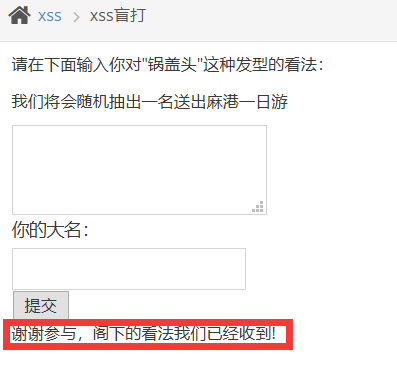 xss > xss盲打
请在下面输入你对"锅盖头"这种发型的看法：
我们将会随机抽出一名送出麻港一日游
你的大名：
提交
谢谢参与，阁下的看法我们已经收到!